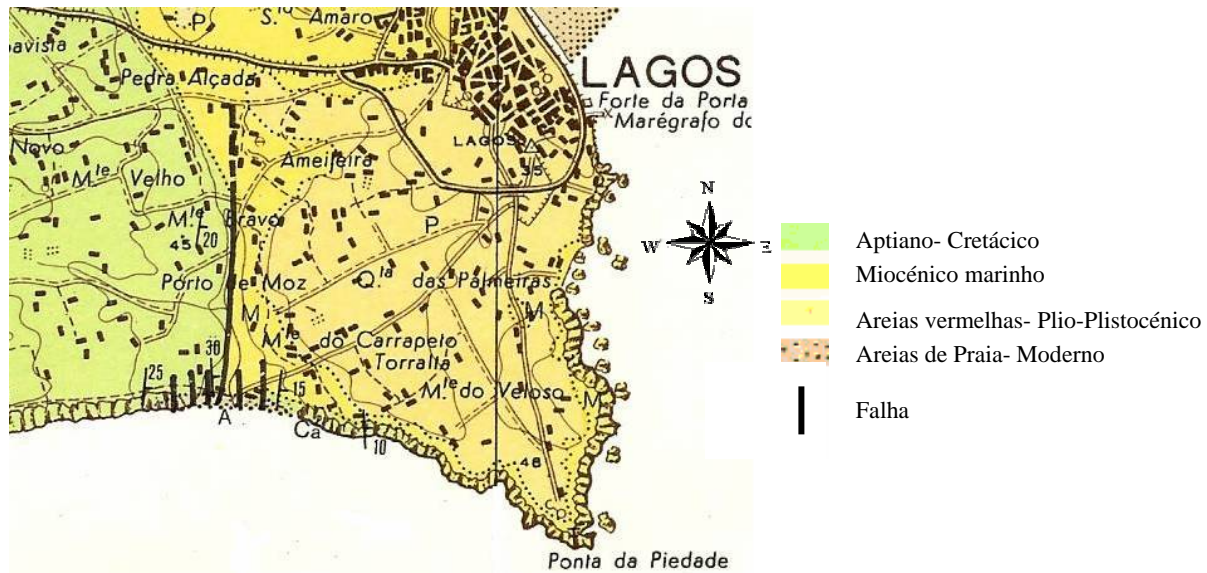 P
S.ta Amaro
oavista
Pedra Alçada
LAGOS
Forte da Porta
Marégrafo do
Novo
LAGOS
35
Ameijeira
M.te Velho
M.te Bravo
20
45
P
Porto de Moz
Q.ta das Palmeiras
M
M
M.te do Carrapeto
Torralta
30
25
15
M.te do Veloso
M
A
Ca
10
46
Ponta da Piedade
N
W
E
S
Aptiano- Cretácico
Miocénico marinho
Areias vermelhas- Plio-Plistocénico
Areias de Praia- Moderno
Falha